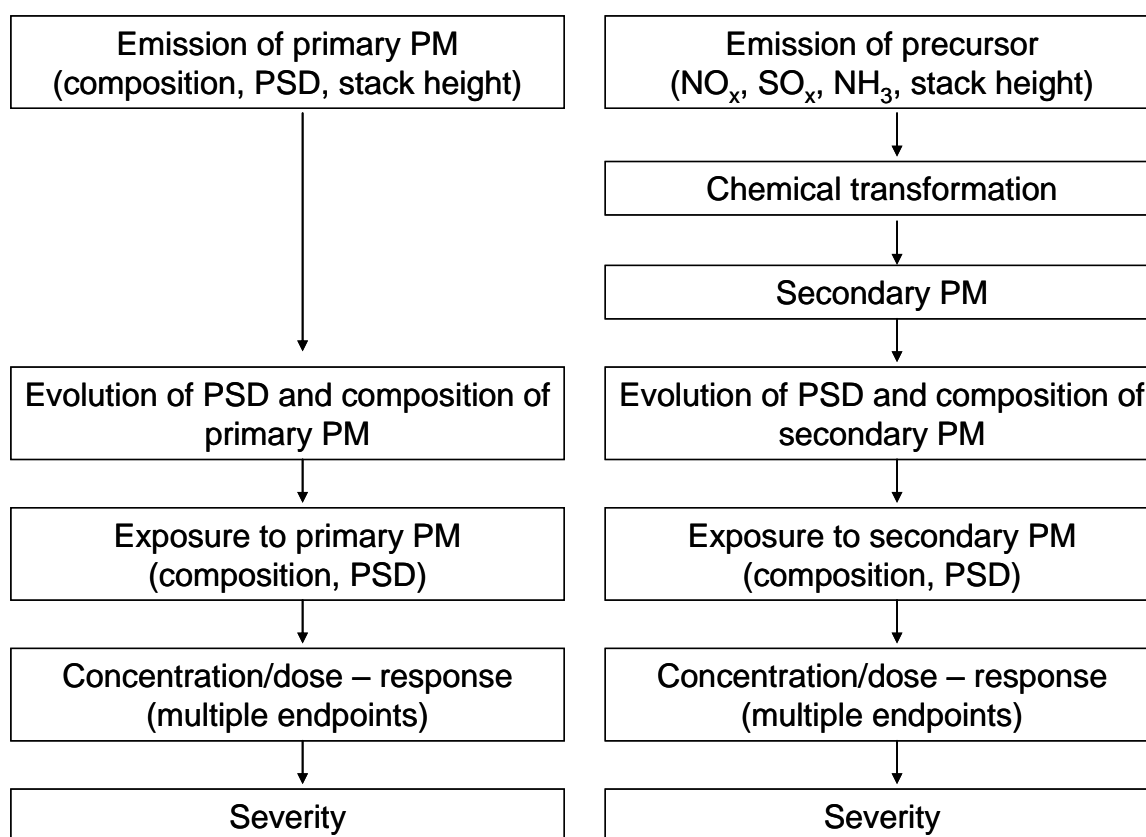 Emission of primary PM
(composition, PSD, stack height)
Evolution of PSD and composition of
primary PM
Exposure to primary PM
(composition, PSD)
Concentration/dose – response
(multiple endpoints)
Severity
Emission of precursor
(NOₓ, SOₓ, NH₃, stack height)
Chemical transformation
Secondary PM
Evolution of PSD and composition of
secondary PM
Exposure to secondary PM
(composition, PSD)
Concentration/dose – response
(multiple endpoints)
Severity